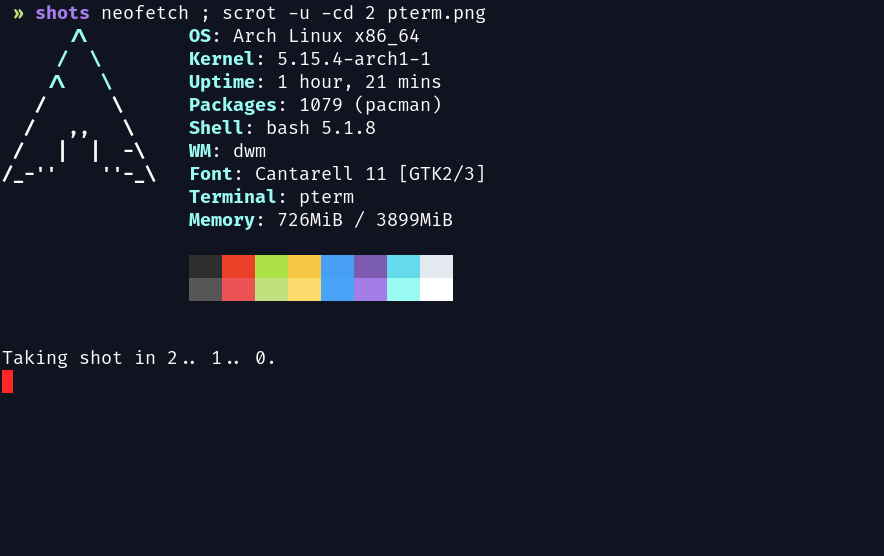 » shots neofetch ; scrot -u -cd 2 pterm.png
       ^         OS: Arch Linux x86_64
      /  \       Kernel: 5.15.4-arch1-1
     ^    \      Uptime: 1 hour, 21 mins
    /      \     Packages: 1079 (pacman)
   /   ,,   \    Shell: bash 5.1.8
  /   |  |  -\   WM: dwm
 /_-''    ''-_\  Font: Cantarell 11 [GTK2/3]
Terminal: pterm
Memory: 726MiB / 3899MiB
Taking shot in 2.. 1.. 0.